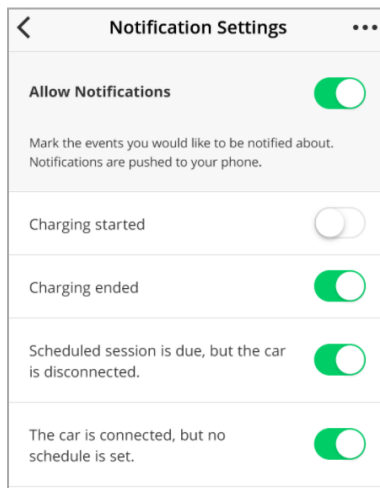 Notification Settings
Allow Notifications
Mark the events you would like to be notified about.
Notifications are pushed to your phone.
Charging started
Charging ended
Scheduled session is due, but the car
is disconnected.
The car is connected, but no
schedule is set.